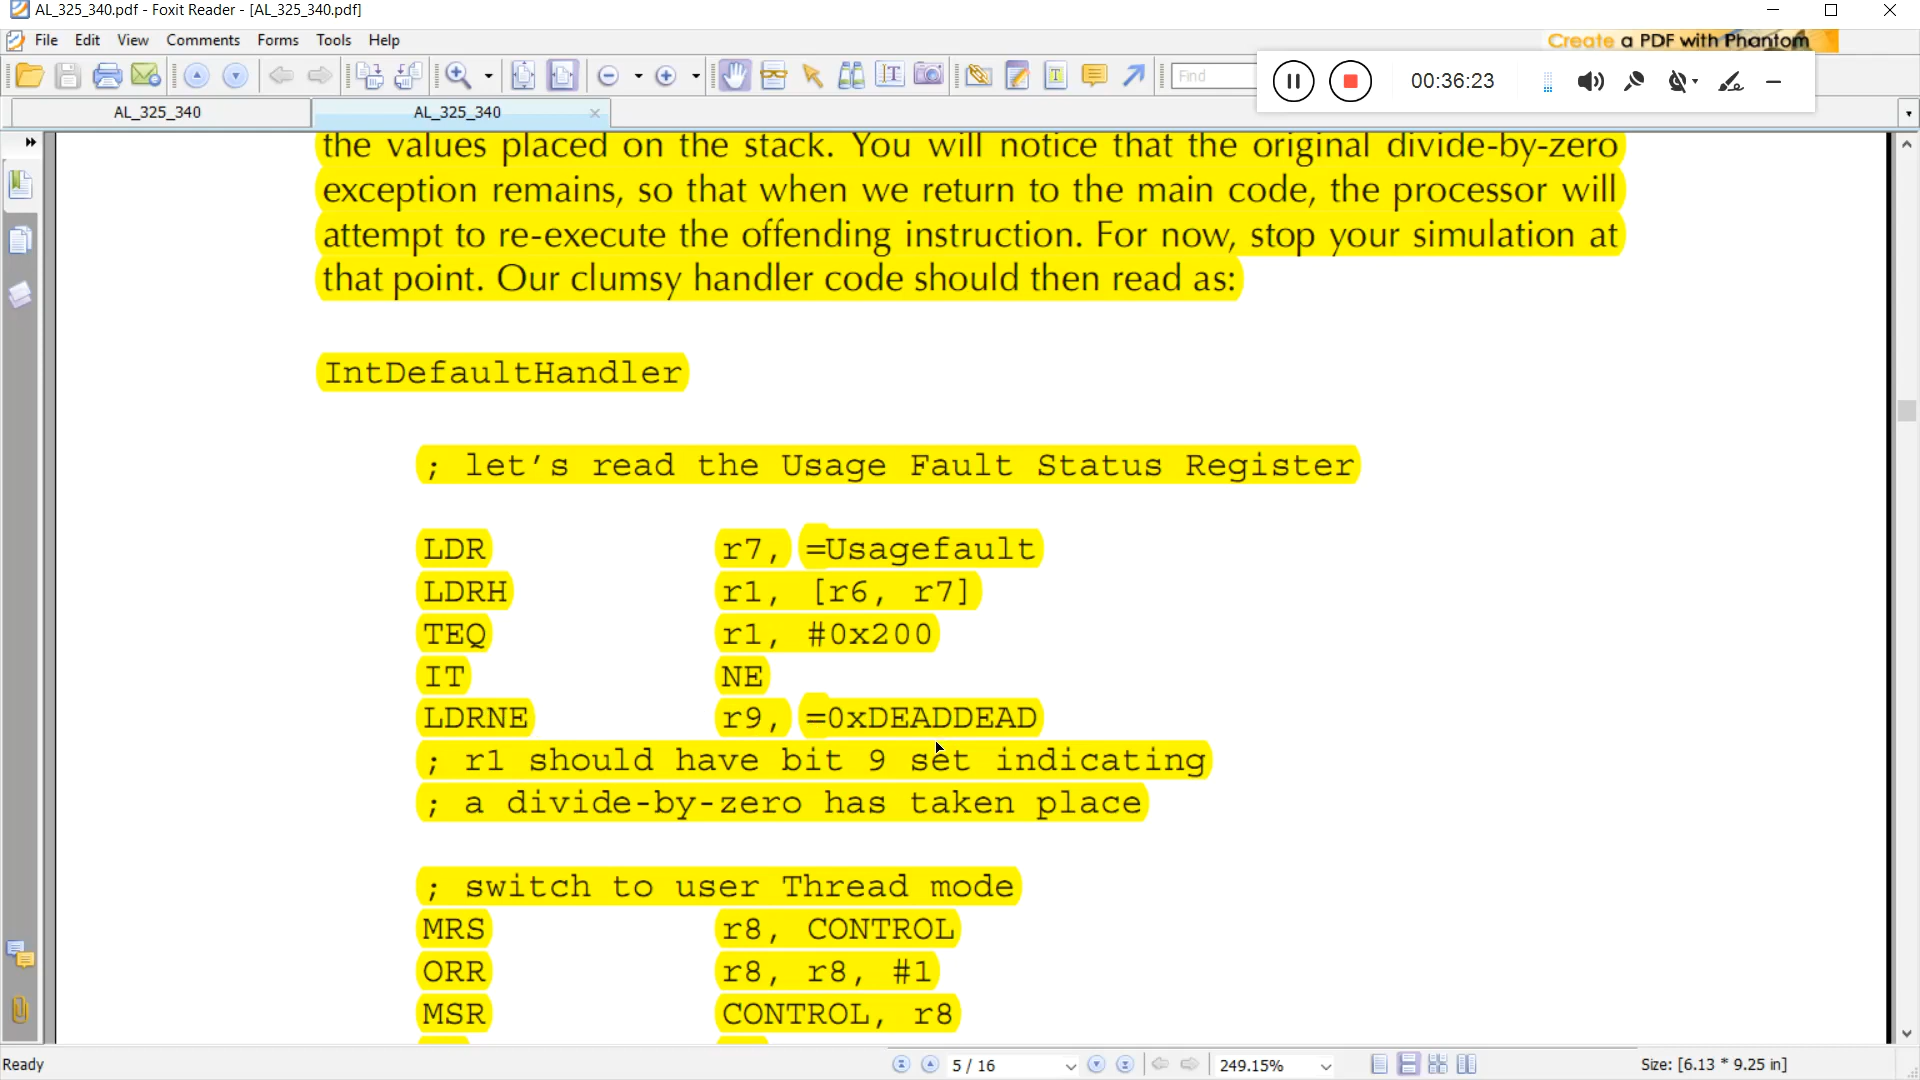 AL_325_340.pdf - Foxit Reader - [AL_325_340.pdf]
File Edit View Comments Forms Tools Help
Create a PDF with Phantom
Find
00:36:23
AL_325_340 AL_325_340
the values placed on the stack. You will notice that the original divide-by-zero
exception remains, so that when we return to the main code, the processor will
attempt to re-execute the offending instruction. For now, stop your simulation at
that point. Our clumsy handler code should then read as:
IntDefaultHandler
; let’s read the Usage Fault Status Register
LDR r7, =Usagefault
LDRH r1, [r6, r7]
TEQ r1, #0x200
IT NE
LDRNE r9, =0xDEADDEAD
; r1 should have bit 9 set indicating
; a divide-by-zero has taken place
; switch to user Thread mode
MRS r8, CONTROL
ORR r8, r8, #1
MSR CONTROL, r8
Ready 5 / 16 249.15% Size: [6.13 * 9.25 in]